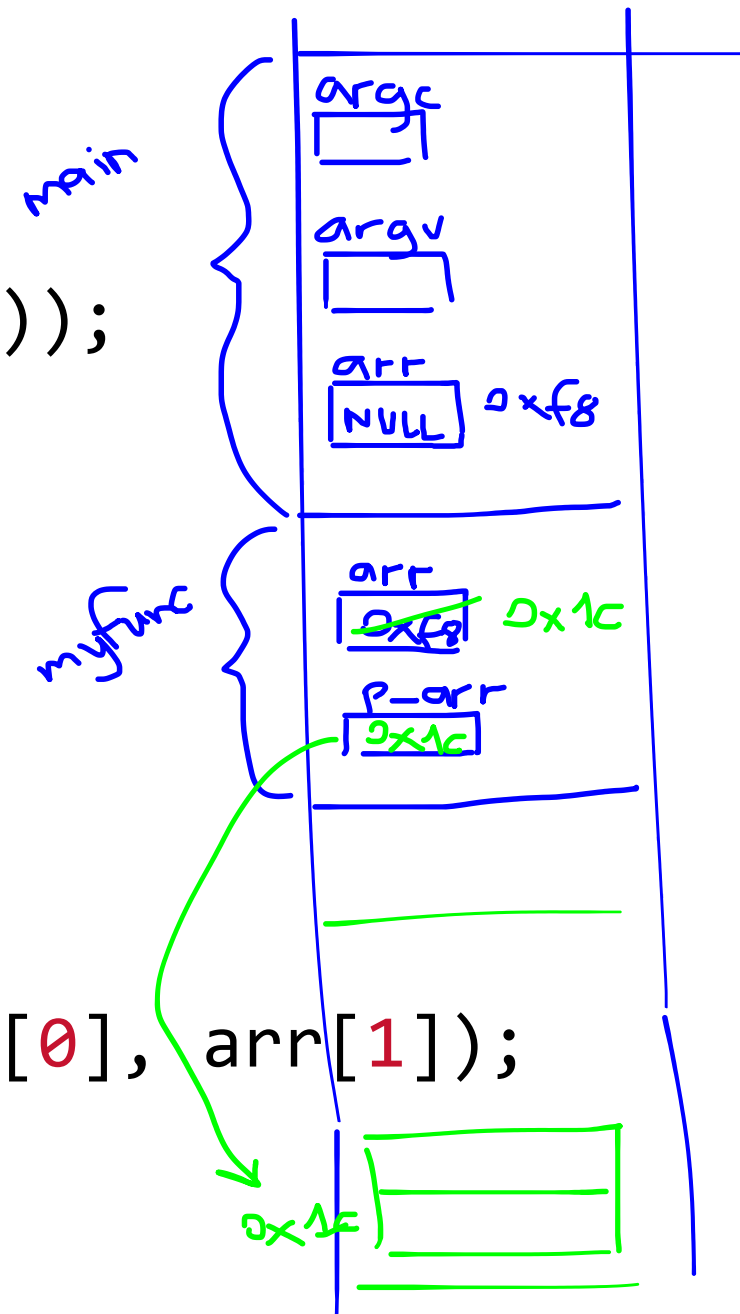 argc
main
argv
));
arr
NULL 0xf8
arr
myfunc
0xf8 0x1c
p_arr
0x1c
[0], arr[1]);
0x1c